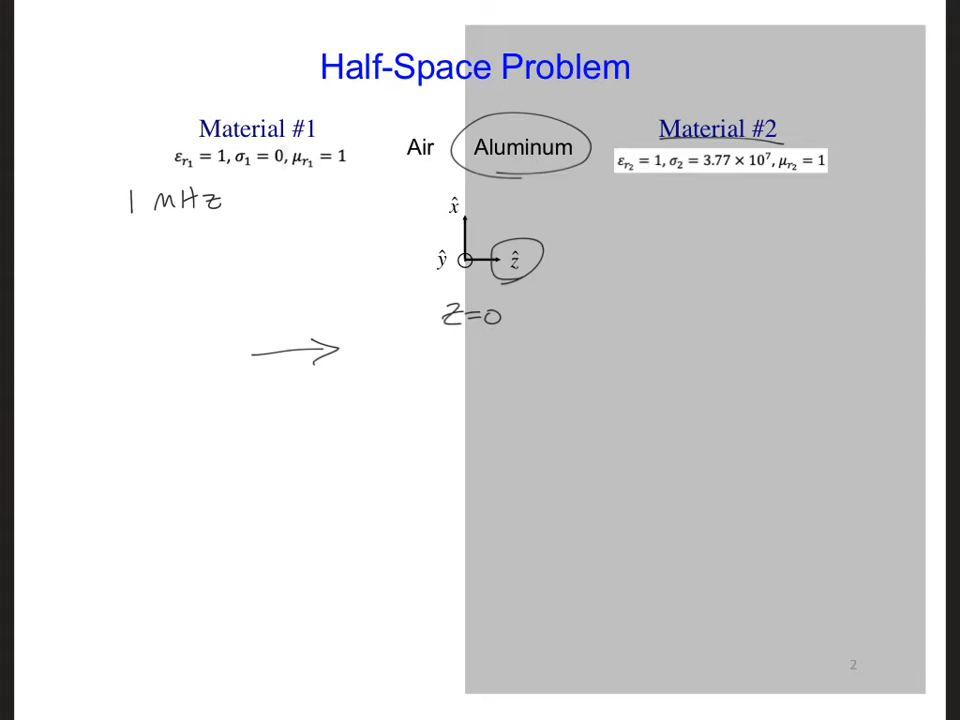 Half-Space Problem
Material #1
Air
Aluminum
Material #2
εr1 = 1, σ1 = 0, μr1 = 1
εr2 = 1, σ2 = 3.77 × 10⁷, μr2 = 1
1 MHz
x̂
ŷ
ẑ
z=0
2